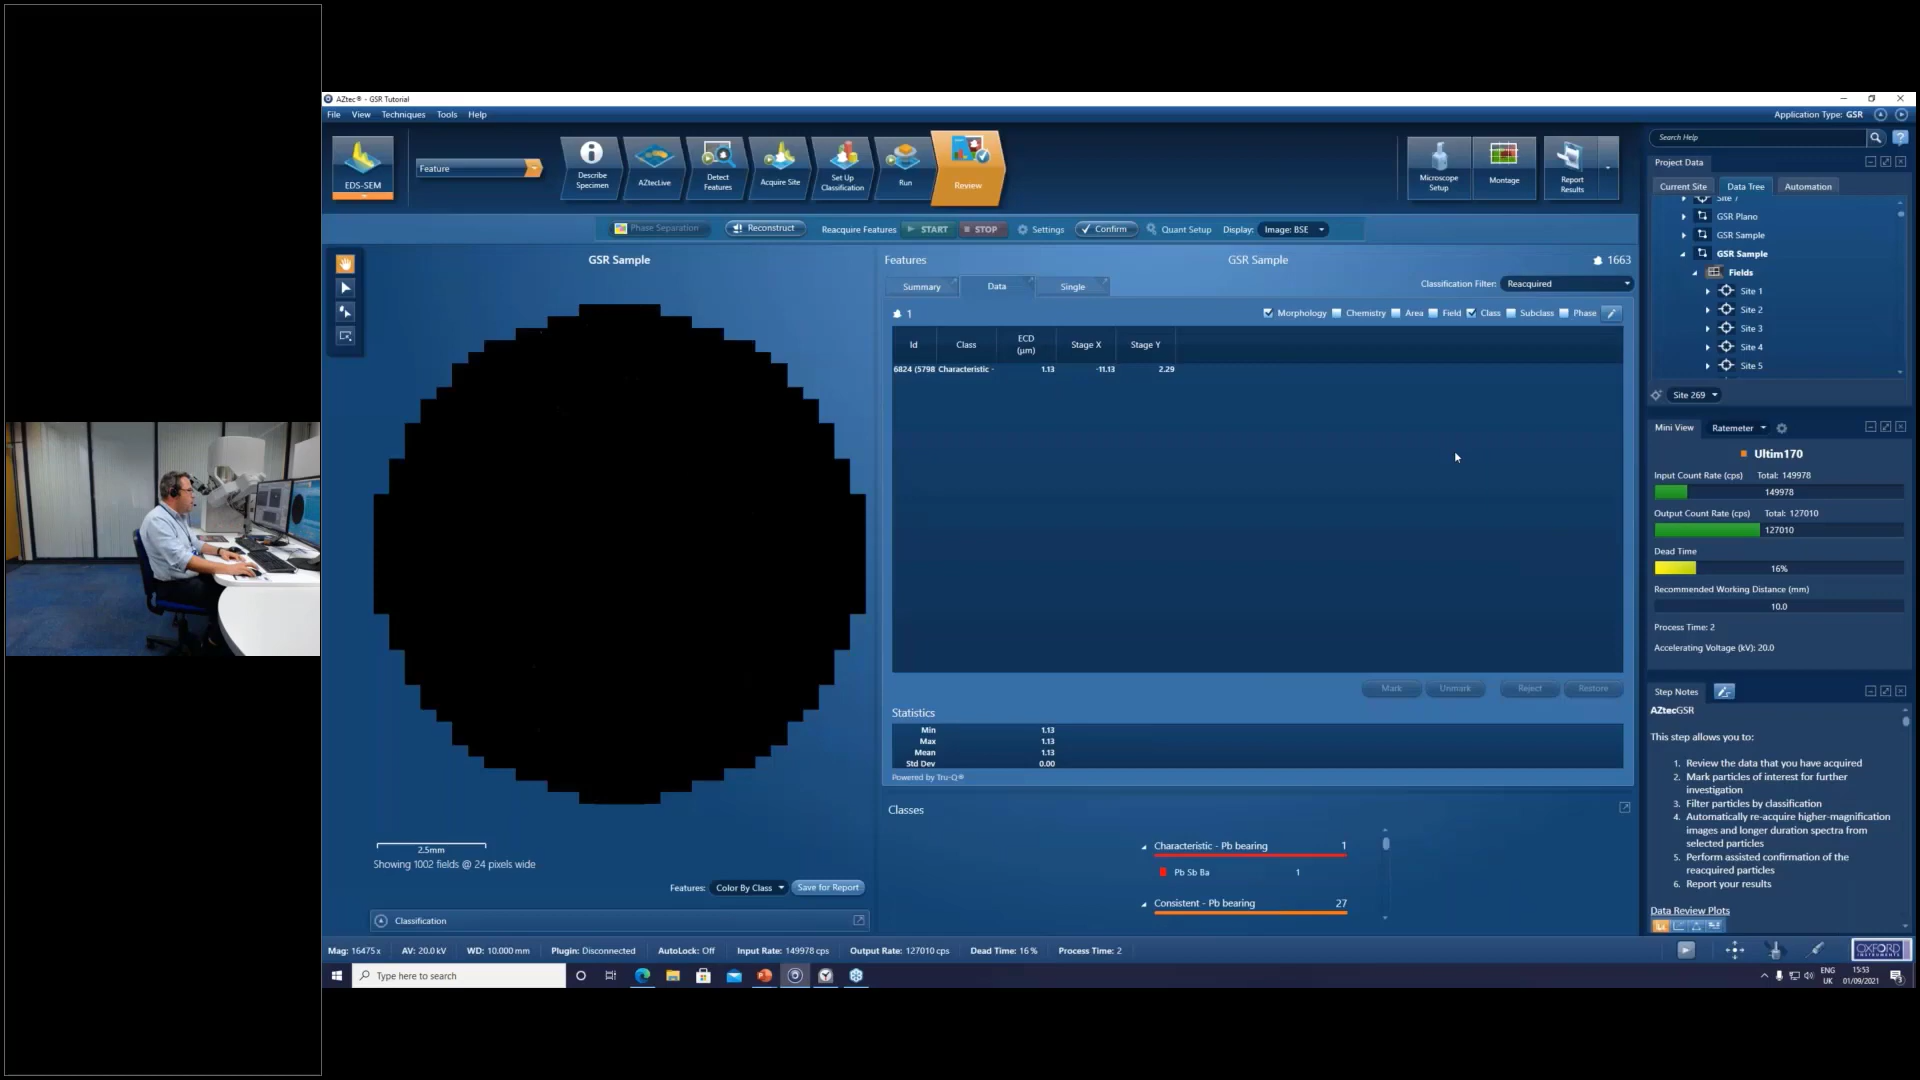 AZtec® - GSR Tutorial
File View Techniques Tools Help
Application Type: GSR
EDS-SEM
Feature
Describe Specimen
AZtecLive
Detect Features
Acquire Site
Set Up Classification
Run
Review
Microscope Setup
Montage
Report Results
Phase Separation Reconstruct Reacquire Features START STOP Settings Confirm Quant Setup Display: Image: BSE
GSR Sample
2.5mm
Showing 1002 fields @ 24 pixels wide
Features: Color By Class Save for Report
Classification
Features GSR Sample 1663
Summary Data Single
Classification Filter: Reacquired
1 Morphology Chemistry Area Field Class Subclass Phase
Id Class ECD (µm) Stage X Stage Y
6824 (5798 Characteristic - 1.13 -11.13 2.29
Mark Unmark Reject Restore
Statistics
Min 1.13
Max 1.13
Mean 1.13
Std Dev 0.00
Powered by Tru-Q®
Classes
Characteristic - Pb bearing 1
Pb Sb Ba 1
Consistent - Pb bearing 27
Search Help
Project Data
Current Site Data Tree Automation
Site 7
GSR Plano
GSR Sample
GSR Sample
Fields
Site 1
Site 2
Site 3
Site 4
Site 5
Site 269
Mini View Ratemeter
Ultim170
Input Count Rate (cps) Total: 149978
149978
Output Count Rate (cps) Total: 127010
127010
Dead Time
16%
Recommended Working Distance (mm)
10.0
Process Time: 2
Accelerating Voltage (kV): 20.0
Step Notes
AZtecGSR
This step allows you to:
1. Review the data that you have acquired
2. Mark particles of interest for further
investigation
3. Filter particles by classification
4. Automatically re-acquire higher-magnification
images and longer duration spectra from
selected particles
5. Perform assisted confirmation of the
reacquired particles
6. Report your results
Data Review Plots
Mag: 16475 x AV: 20.0 kV WD: 10.000 mm Plugin: Disconnected AutoLock: Off Input Rate: 149978 cps Output Rate: 127010 cps Dead Time: 16 % Process Time: 2
OXFORD INSTRUMENTS
Type here to search
ENG UK
15:53
01/09/2021